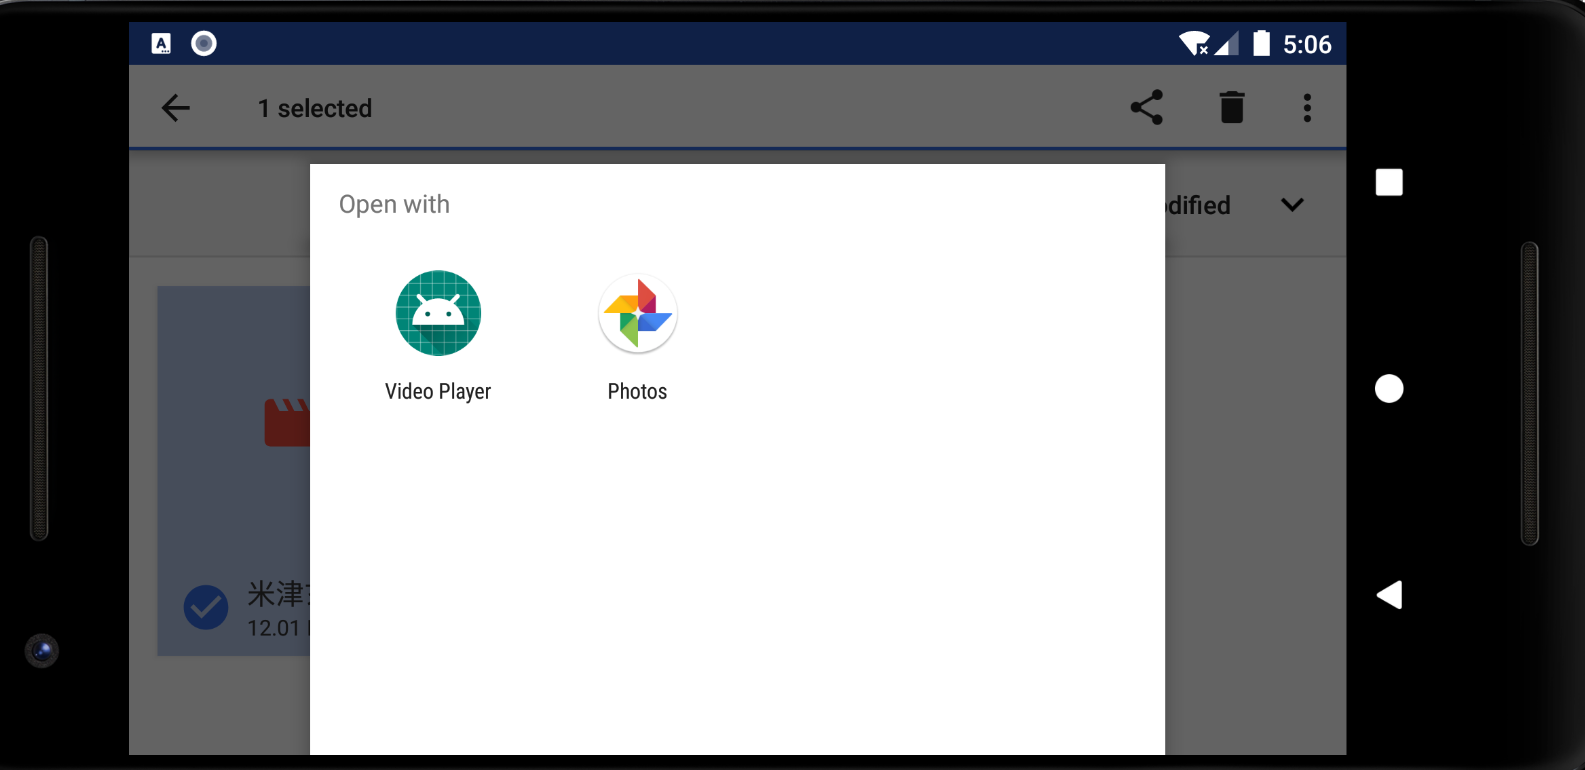 5:06
1 selected
Open with
dified
Video Player
Photos
米津
12.01